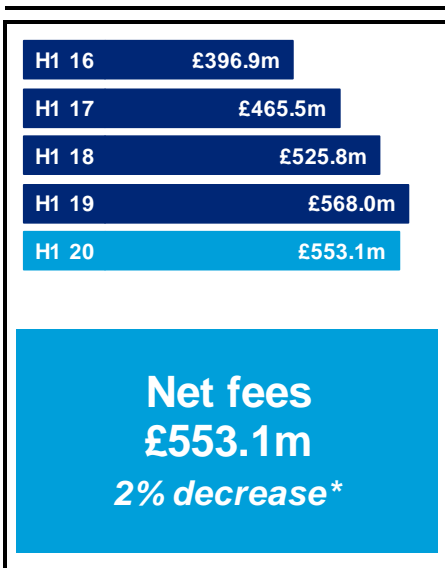 H1 16 £396.9m
H1 17 £465.5m
H1 18 £525.8m
H1 19 £568.0m
H1 20 £553.1m
Net fees
£553.1m
2% decrease*